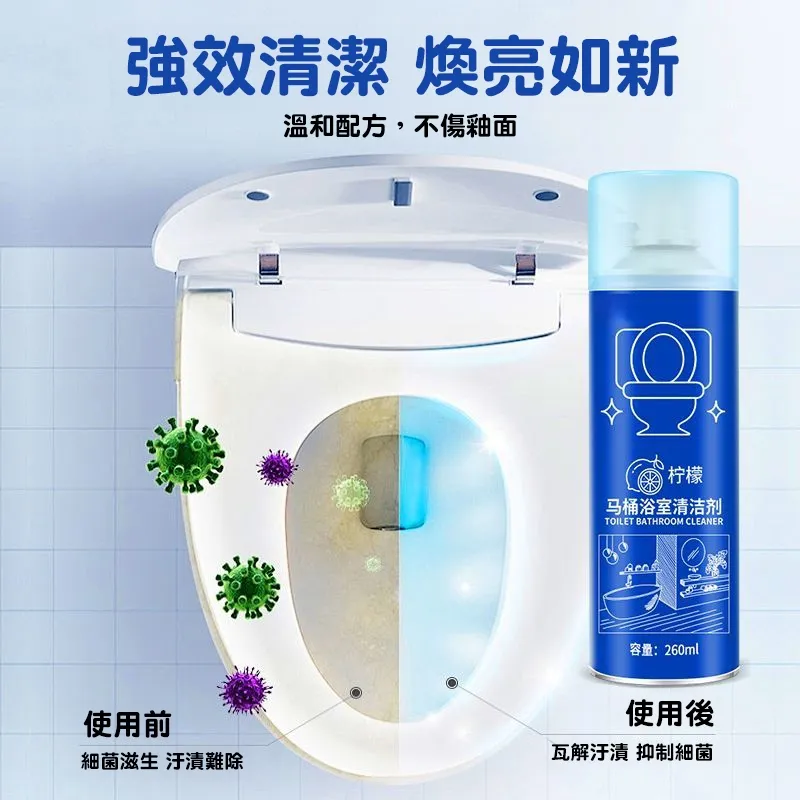 強效清潔 煥亮如新
溫和配方，不傷釉面
柠檬
马桶浴室清洁剂
TOILET BATHROOM CLEANER
容量：260ml
使用前
細菌滋生 汙漬難除
使用後
瓦解汙漬 抑制細菌